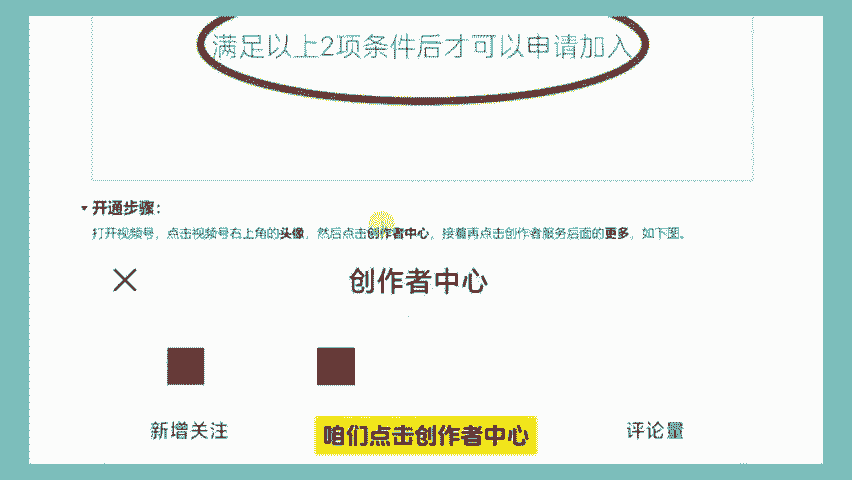 满足以上2项条件后才可以申请加入
开通步骤：
打开视频号，点击视频号右上角的头像，然后点击创作者中心，接着再点击创作者服务后面的更多，如下图。
创作者中心
新增关注
咱们点击创作者中心
评论量